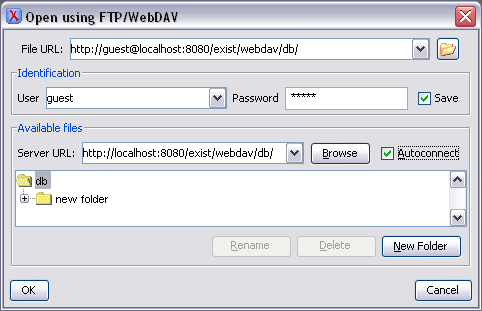 Open using FTP/WebDAV
File URL: http://guest@localhost:8080/exist/webdav/db/
Identification
User guest Password ***** Save
Available files
Server URL: http://localhost:8080/exist/webdav/db/ Browse Autoconnect
db
new folder
Rename Delete New Folder
OK Cancel